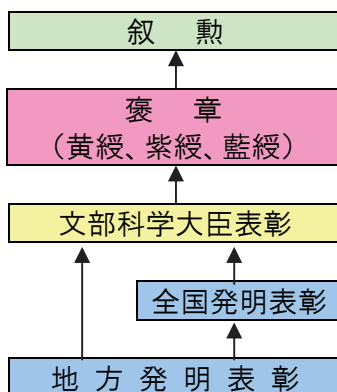 叙勲
褒章
（黄綬、紫綬、藍綬）
文部科学大臣表彰
全国発明表彰
地方発明表彰